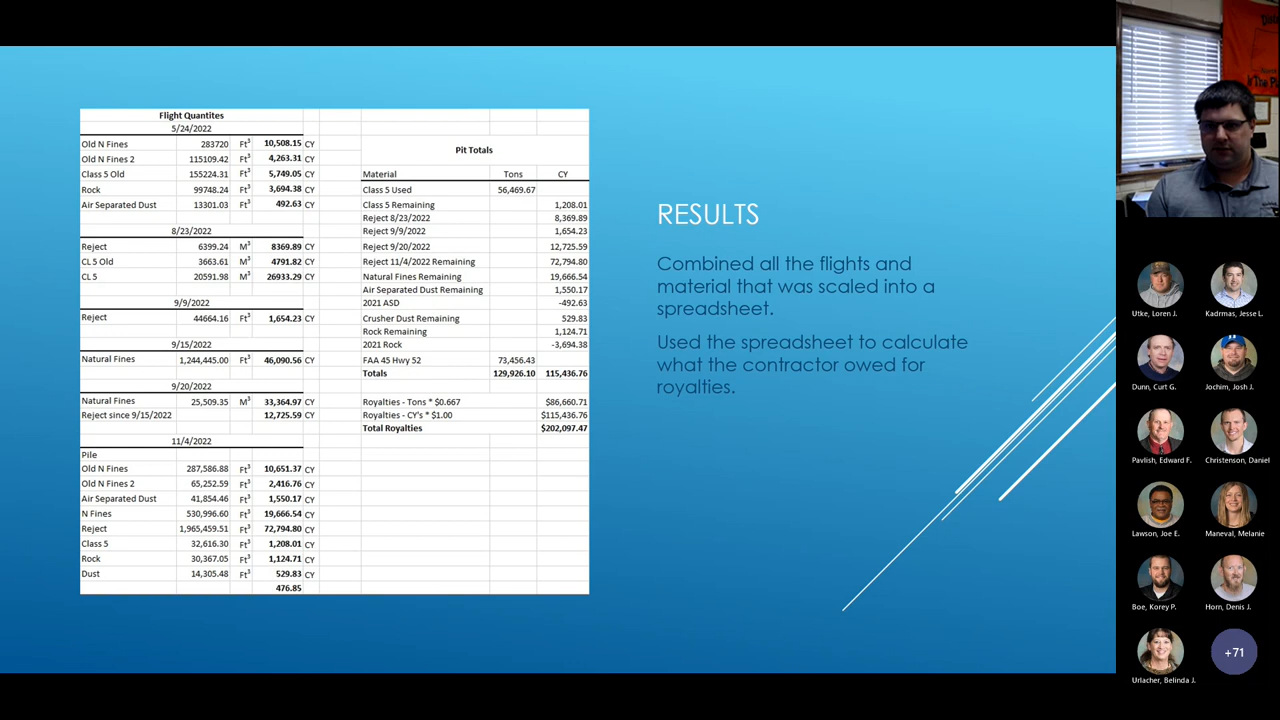 Flight Quantites
5/24/2022
Old N Fines 283720 Ft³ 10,508.15 CY
Old N Fines 2 115109.42 Ft³ 4,263.31 CY
Class 5 Old 155224.31 Ft³ 5,749.05 CY
Rock 99748.24 Ft³ 3,694.38 CY
Air Separated Dust 13301.03 Ft³ 492.63 CY
8/23/2022
Reject 6399.24 M³ 8369.89 CY
CL 5 Old 3663.61 M³ 4791.82 CY
CL 5 20591.98 M³ 26933.29 CY
9/9/2022
Reject 44664.16 Ft³ 1,654.23 CY
9/15/2022
Natural Fines 1,244,445.00 Ft³ 46,090.56 CY
9/20/2022
Natural Fines 25,509.35 M³ 33,364.97 CY
Reject since 9/15/2022 12,725.59 CY
11/4/2022
Pile
Old N Fines 287,586.88 Ft³ 10,651.37 CY
Old N Fines 2 65,252.59 Ft³ 2,416.76 CY
Air Separated Dust 41,854.46 Ft³ 1,550.17 CY
N Fines 530,996.60 Ft³ 19,666.54 CY
Reject 1,965,459.51 Ft³ 72,794.80 CY
Class 5 32,616.30 Ft³ 1,208.01 CY
Rock 30,367.05 Ft³ 1,124.71 CY
Dust 14,305.48 Ft³ 529.83 CY
476.85
Pit Totals
Material Tons CY
Class 5 Used 56,469.67
Class 5 Remaining 1,208.01
Reject 8/23/2022 8,369.89
Reject 9/9/2022 1,654.23
Reject 9/20/2022 12,725.59
Reject 11/4/2022 Remaining 72,794.80
Natural Fines Remaining 19,666.54
Air Separated Dust Remaining 1,550.17
2021 ASD -492.63
Crusher Dust Remaining 529.83
Rock Remaining 1,124.71
2021 Rock -3,694.38
FAA 45 Hwy 52 73,456.43
Totals 129,926.10 115,436.76
Royalties - Tons * $0.667 $86,660.71
Royalties - CY's * $1.00 $115,436.76
Total Royalties $202,097.47
RESULTS
Combined all the flights and
material that was scaled into a
spreadsheet.
Used the spreadsheet to calculate
what the contractor owed for
royalties.
Utke, Loren J.
Kadrmas, Jesse L.
Dunn, Curt G.
Jochim, Josh J.
Pavlish, Edward F.
Christenson, Daniel
Lawson, Joe E.
Maneval, Melanie
Boe, Korey P.
Horn, Denis J.
Urlacher, Belinda J.
+71